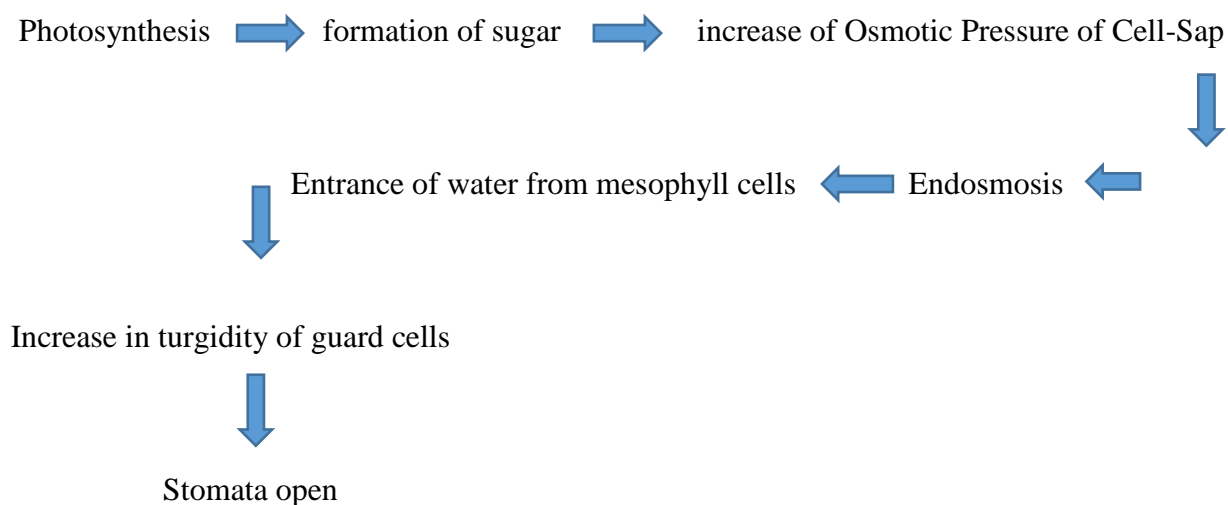 Photosynthesis formation of sugar increase of Osmotic Pressure of Cell-Sap
Endosmosis
Entrance of water from mesophyll cells
Increase in turgidity of guard cells
Stomata open